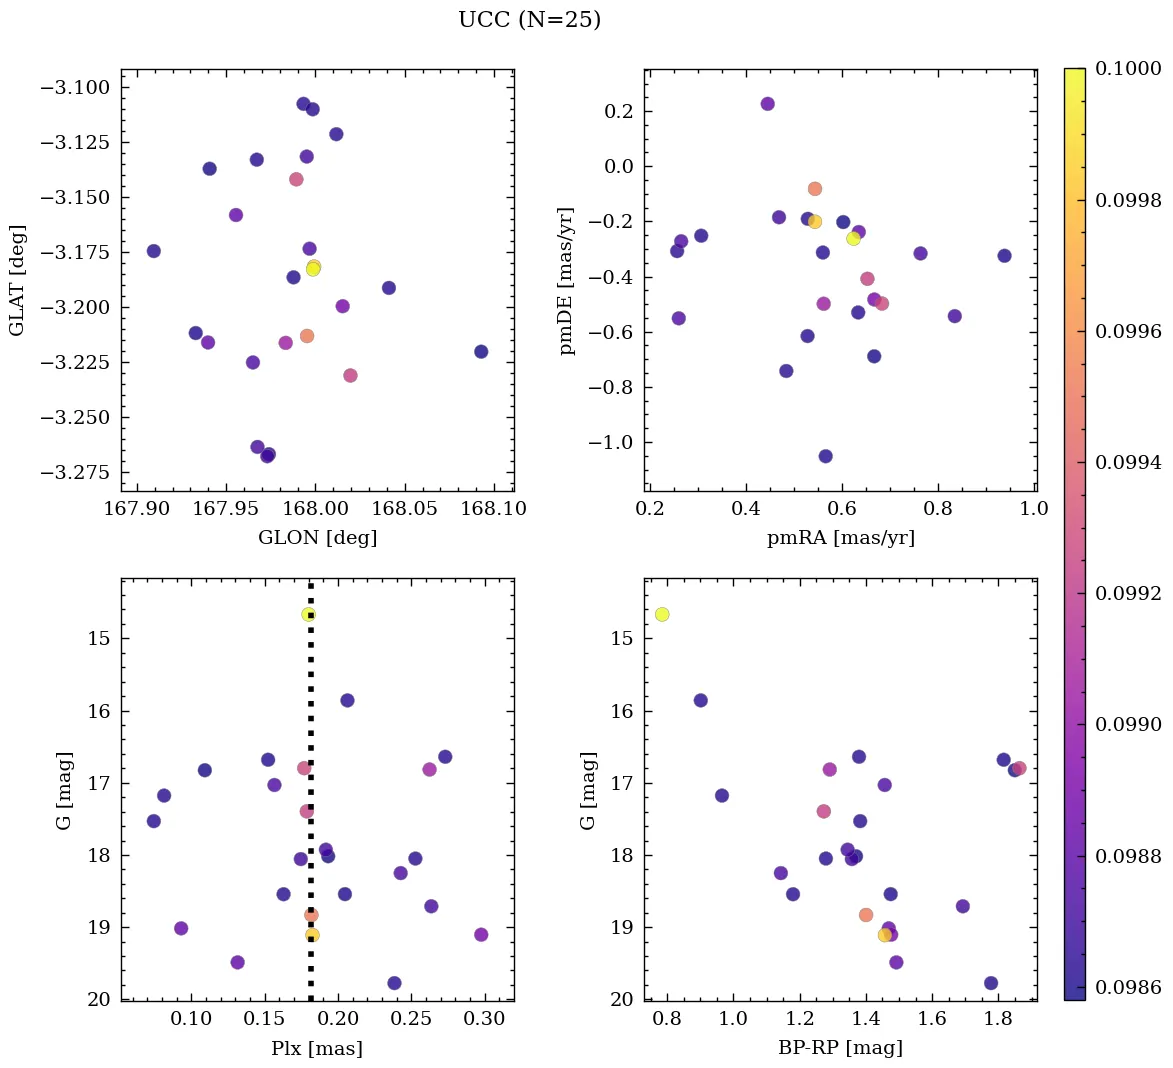 UCC (N=25)
−3.100
−3.125
−3.150
−3.175
−3.200
−3.225
−3.250
−3.275
GLAT [deg]
167.90 167.95 168.00 168.05 168.10
GLON [deg]
0.2
0.0
−0.2
−0.4
−0.6
−0.8
−1.0
pmDE [mas/yr]
0.2 0.4 0.6 0.8 1.0
pmRA [mas/yr]
15
16
17
18
19
20
G [mag]
0.10 0.15 0.20 0.25 0.30
Plx [mas]
15
16
17
18
19
20
G [mag]
0.8 1.0 1.2 1.4 1.6 1.8
BP-RP [mag]
0.1000
0.0998
0.0996
0.0994
0.0992
0.0990
0.0988
0.0986